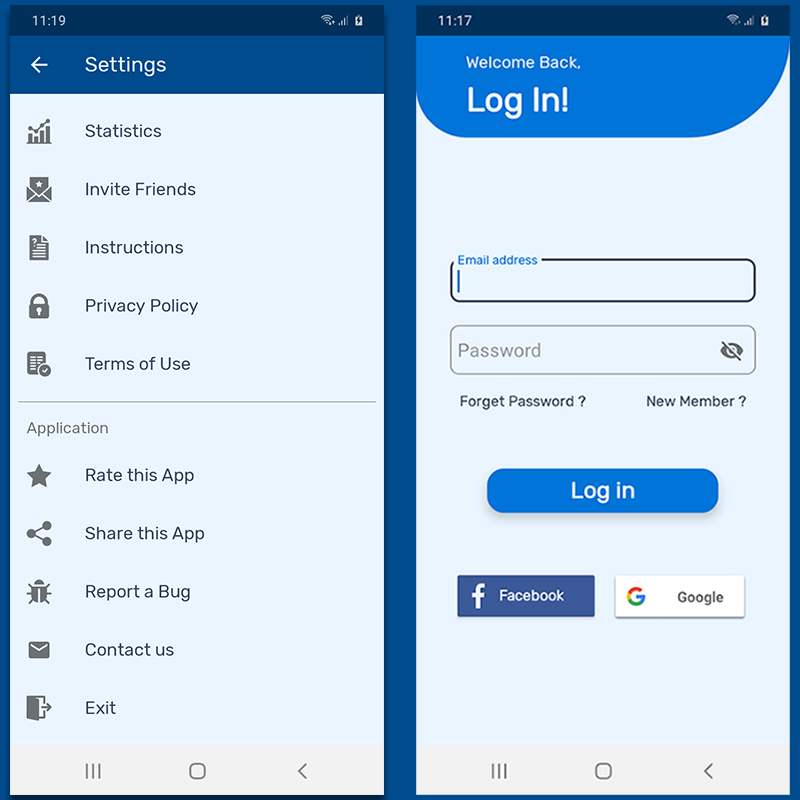 11:19
Settings
Statistics
Invite Friends
Instructions
Privacy Policy
Terms of Use
Application
Rate this App
Share this App
Report a Bug
Contact us
Exit
11:17
Welcome Back,
Log In!
Email address
Password
Forget Password ?
New Member ?
Log in
Facebook
Google